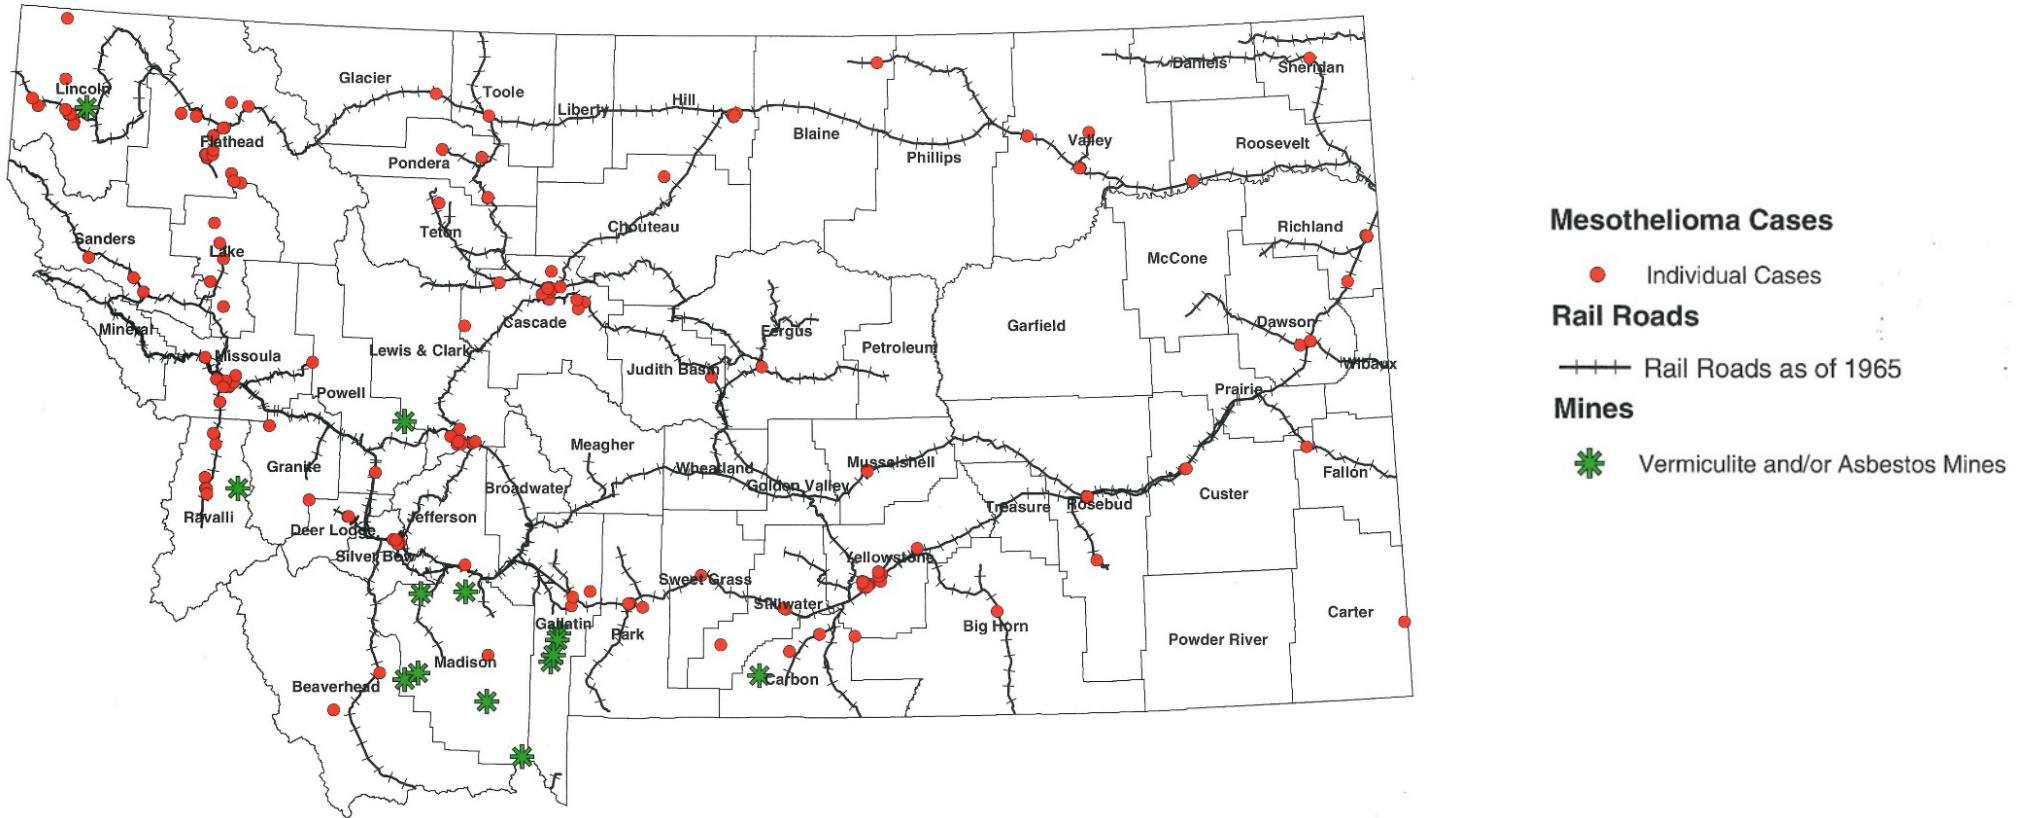 Glacier
Toole
Daniels
Sheridan
Lincoln
Liberty
Hill
Blaine
Valley
Roosevelt
Flathead
Pondera
Phillips
Teton
Chouteau
Richland
Sanders
Lake
McCone
Mineral
Cascade
Fergus
Garfield
Dawson
Missoula
Lewis & Clark
Judith Basin
Petroleum
Wibaux
Powell
Prairie
Granite
Meagher
Wheatland
Musselshell
Fallon
Broadwater
Golden Valley
Custer
Ravalli
Deer Lodge
Jefferson
Treasure
Rosebud
Silver Bow
Yellowstone
Sweet Grass
Stillwater
Gallatin
Park
Big Horn
Carter
Powder River
Madison
Beaverhead
Carbon
Mesothelioma Cases
Individual Cases
Rail Roads
Rail Roads as of 1965
Mines
Vermiculite and/or Asbestos Mines